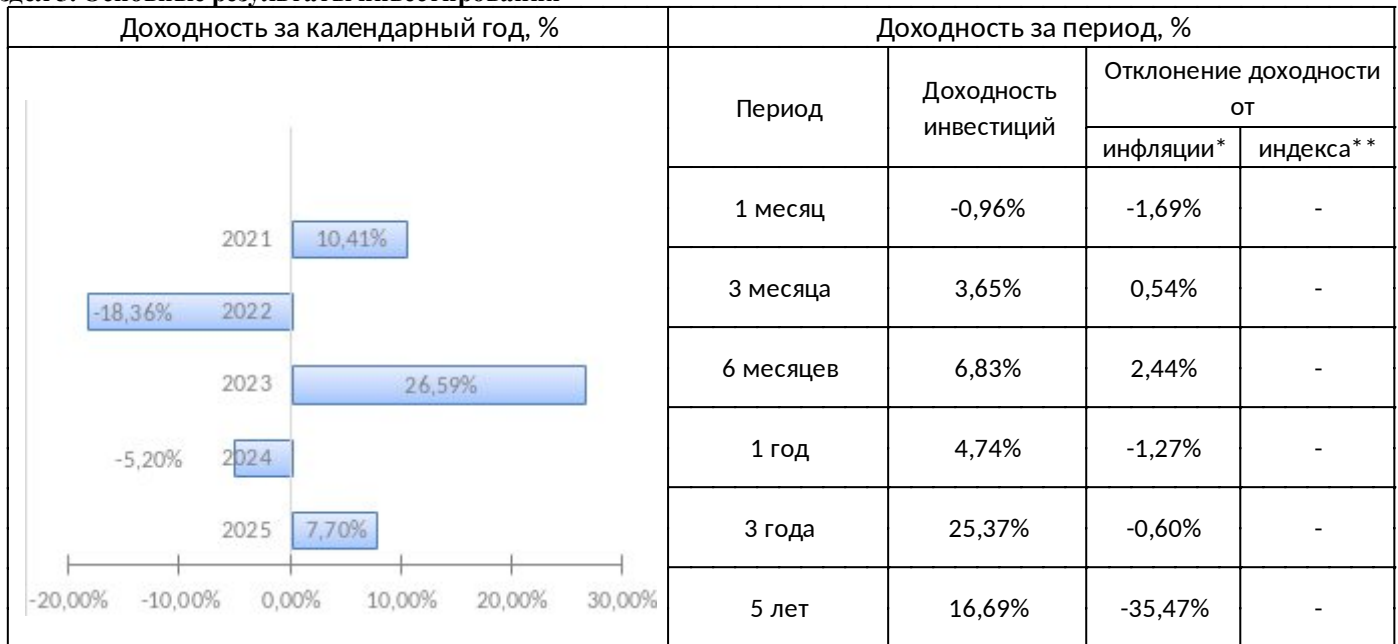 Доходность за календарный год, %
2021 10,41%
-18,36% 2022
2023 26,59%
-5,20% 2024
2025 7,70%
-20,00% -10,00% 0,00% 10,00% 20,00% 30,00%
Доходность за период, %
Период Доходность инвестиций Отклонение доходности от
инфляции* индекса**
1 месяц -0,96% -1,69% -
3 месяца 3,65% 0,54% -
6 месяцев 6,83% 2,44% -
1 год 4,74% -1,27% -
3 года 25,37% -0,60% -
5 лет 16,69% -35,47% -